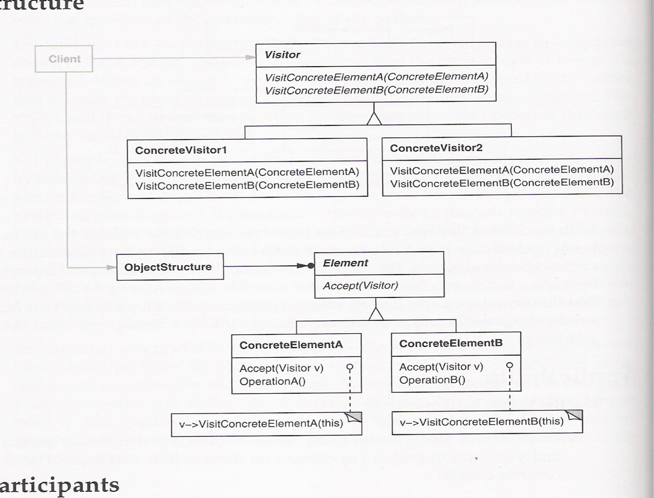 tructure
Client
Visitor
VisitConcreteElementA(ConcreteElementA)
VisitConcreteElementB(ConcreteElementB)
ConcreteVisitor1
VisitConcreteElementA(ConcreteElementA)
VisitConcreteElementB(ConcreteElementB)
ConcreteVisitor2
VisitConcreteElementA(ConcreteElementA)
VisitConcreteElementB(ConcreteElementB)
ObjectStructure
Element
Accept(Visitor)
ConcreteElementA
Accept(Visitor v)
OperationA()
ConcreteElementB
Accept(Visitor v)
OperationB()
v->VisitConcreteElementA(this)
v->VisitConcreteElementB(this)
articipants